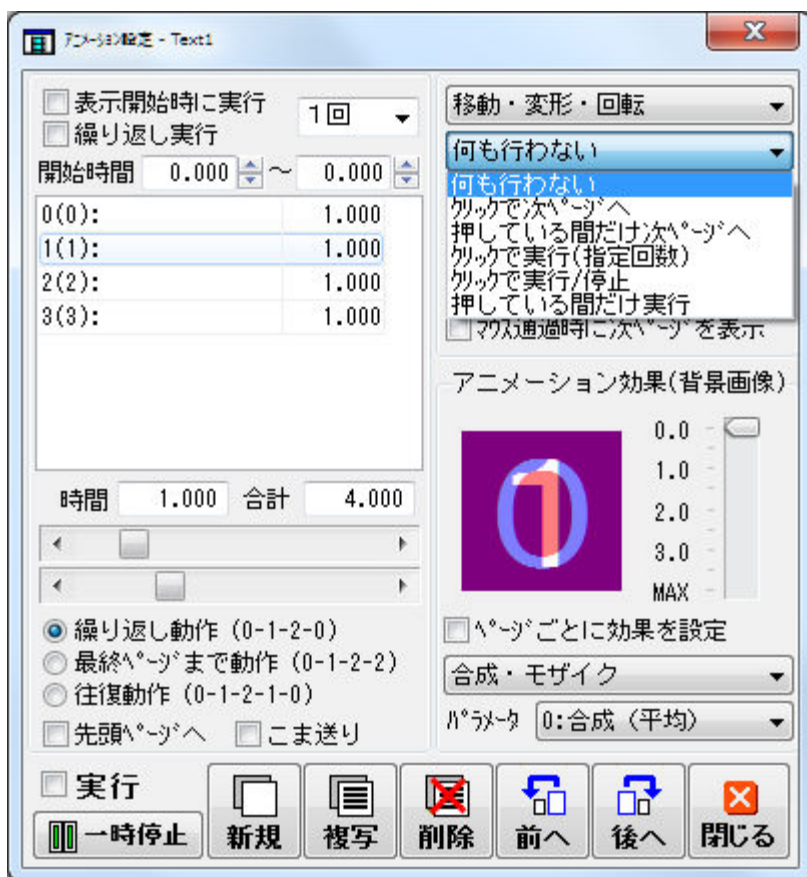 アニメーション設定 - Text1
表示開始時に実行
1回
繰り返し実行
開始時間 0.000 ～ 0.000
0(0): 1.000
1(1): 1.000
2(2): 1.000
3(3): 1.000
時間 1.000 合計 4.000
繰り返し動作 (0-1-2-0)
最終ページまで動作 (0-1-2-2)
往復動作 (0-1-2-1-0)
先頭ページへ こま送り
移動・変形・回転
何も行わない
何も行わない
クリックで次ページへ
押している間だけ次ページへ
クリックで実行(指定回数)
クリックで実行/停止
押している間だけ実行
マウス通過時に次ページを表示
アニメーション効果(背景画像)
0
1
0.0
1.0
2.0
3.0
MAX
ページごとに効果を設定
合成・モザイク
パラメータ 0:合成 (平均)
実行
一時停止
新規
複写
削除
前へ
後へ
閉じる